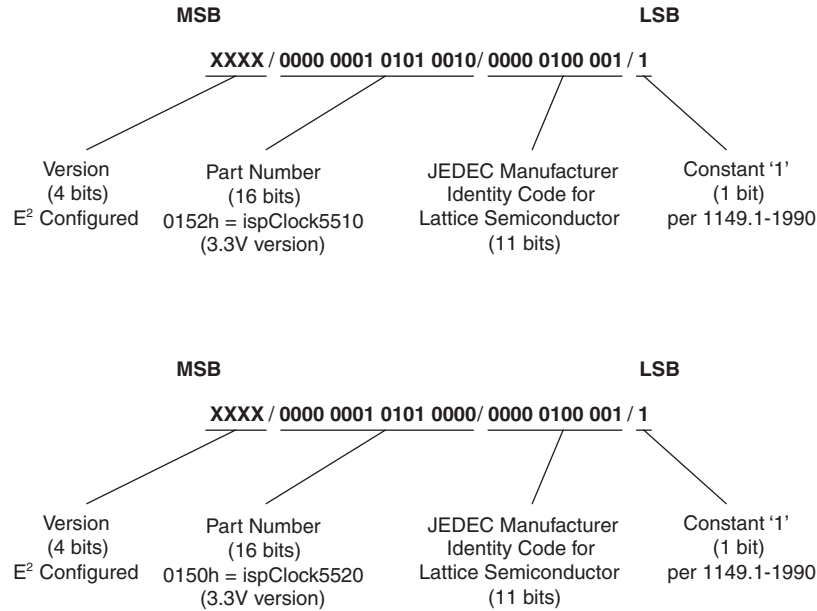 MSB LSB
XXXX / 0000 0001 0101 0010/ 0000 0100 001 / 1
Version
(4 bits)
E² Configured
Part Number
(16 bits)
0152h = ispClock5510
(3.3V version)
JEDEC Manufacturer
Identity Code for
Lattice Semiconductor
(11 bits)
Constant ‘1’
(1 bit)
per 1149.1-1990
MSB LSB
XXXX / 0000 0001 0101 0000/ 0000 0100 001 / 1
Version
(4 bits)
E² Configured
Part Number
(16 bits)
0150h = ispClock5520
(3.3V version)
JEDEC Manufacturer
Identity Code for
Lattice Semiconductor
(11 bits)
Constant ‘1’
(1 bit)
per 1149.1-1990